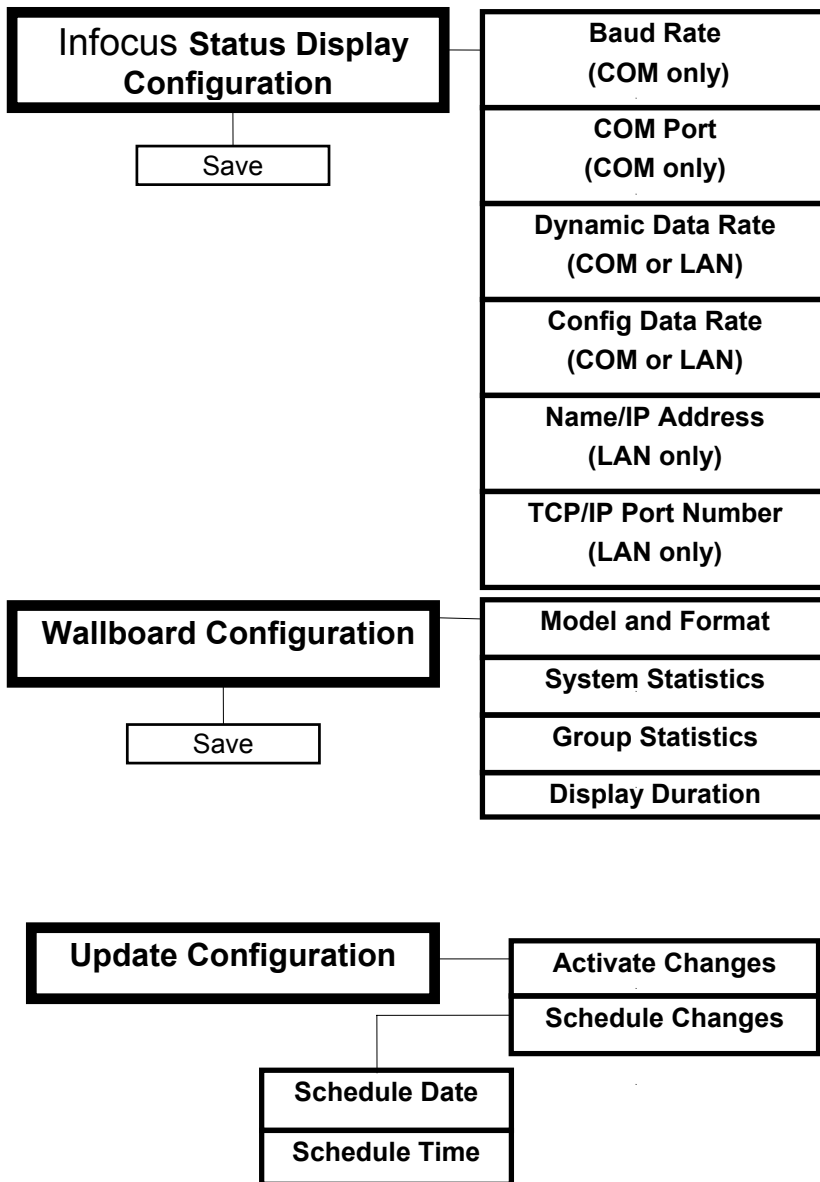 Infocus Status Display
Configuration
Save
Baud Rate
(COM only)
COM Port
(COM only)
Dynamic Data Rate
(COM or LAN)
Config Data Rate
(COM or LAN)
Name/IP Address
(LAN only)
TCP/IP Port Number
(LAN only)
Wallboard Configuration
Save
Model and Format
System Statistics
Group Statistics
Display Duration
Update Configuration
Activate Changes
Schedule Changes
Schedule Date
Schedule Time